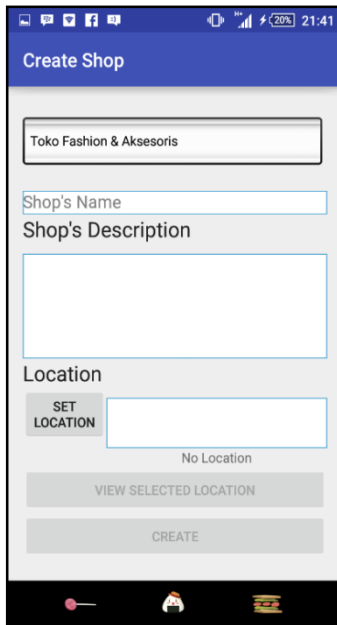 20% 21:41
Create Shop
Toko Fashion & Aksesoris
Shop's Name
Shop's Description
Location
SET
LOCATION
No Location
VIEW SELECTED LOCATION
CREATE